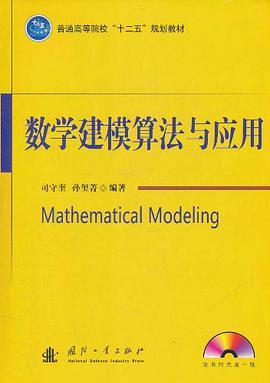 普通高等院校“十二五”规划教材
数学建模算法与应用
司守奎 孙玺菁 编著
Mathematical Modeling
国防工业出版社
National Defense Industry Press
随书附光盘一张